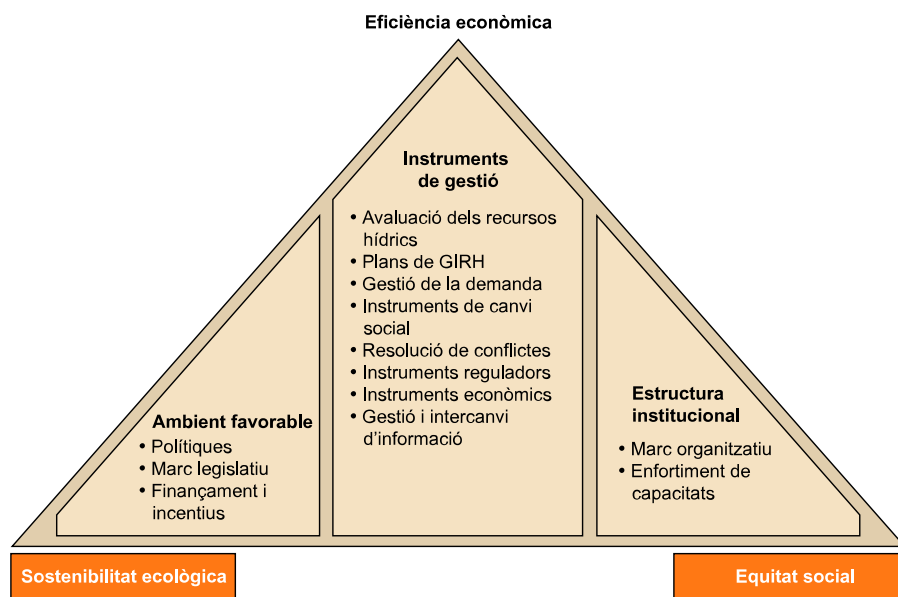 Eficiència econòmica
Instruments
de gestió
• Avaluació dels recursos
hídrics
• Plans de GIRH
• Gestió de la demanda
• Instruments de canvi
social
• Resolució de conflictes
• Instruments reguladors
• Instruments econòmics
• Gestió i intercanvi
d’informació
Ambient favorable
• Polítiques
• Marc legislatiu
• Finançament i
incentius
Estructura
institucional
• Marc organitzatiu
• Enfortiment de
capacitats
Sostenibilitat ecològica
Equitat social